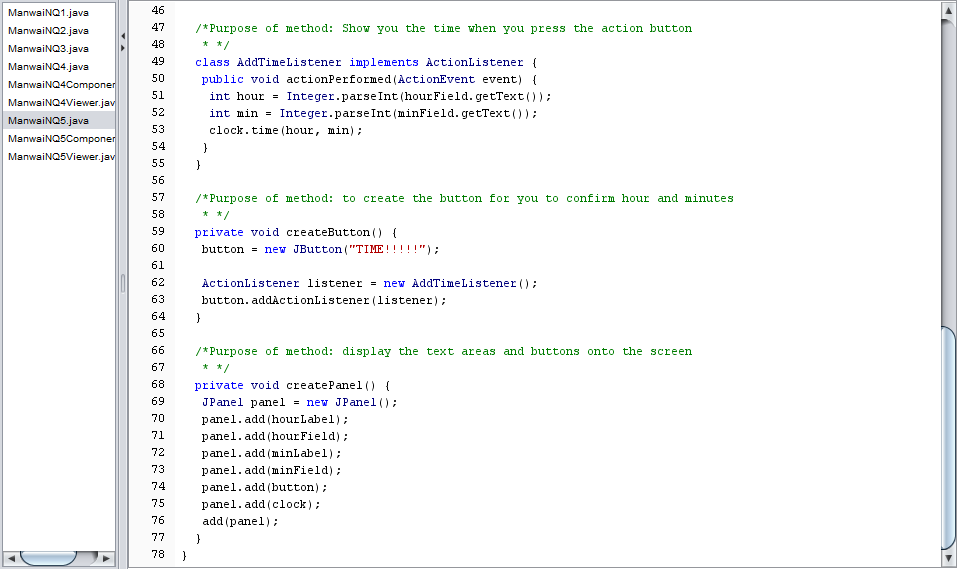 ManwaiNQ1.java
ManwaiNQ2.java
ManwaiNQ3.java
ManwaiNQ4.java
ManwaiNQ4Componer
ManwaiNQ4Viewer.jav
ManwaiNQ5.java
ManwaiNQ5Componer
ManwaiNQ5Viewer.jav
46
47 /*Purpose of method: Show you the time when you press the action button
48 * */
49 class AddTimeListener implements ActionListener {
50 public void actionPerformed(ActionEvent event) {
51 int hour = Integer.parseInt(hourField.getText());
52 int min = Integer.parseInt(minField.getText());
53 clock.time(hour, min);
54 }
55 }
56
57 /*Purpose of method: to create the button for you to confirm hour and minutes
58 * */
59 private void createButton() {
60 button = new JButton("TIME!!!!!");
61
62 ActionListener listener = new AddTimeListener();
63 button.addActionListener(listener);
64 }
65
66 /*Purpose of method: display the text areas and buttons onto the screen
67 * */
68 private void createPanel() {
69 JPanel panel = new JPanel();
70 panel.add(hourLabel);
71 panel.add(hourField);
72 panel.add(minLabel);
73 panel.add(minField);
74 panel.add(button);
75 panel.add(clock);
76 add(panel);
77 }
78 }